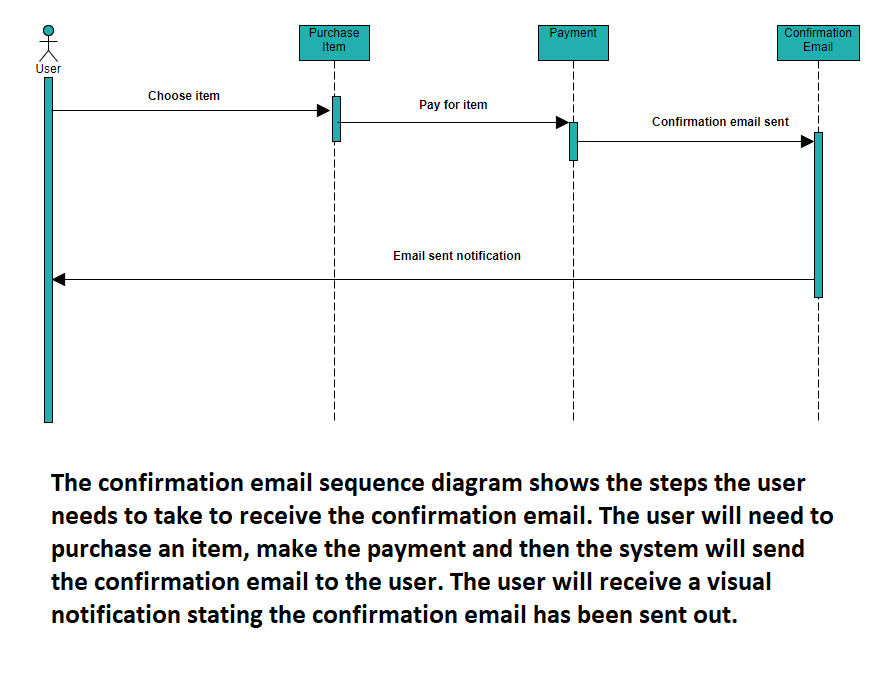 Purchase
Item
Payment
Confirmation
Email
User
Choose item
Pay for item
Confirmation email sent
Email sent notification
The confirmation email sequence diagram shows the steps the user
needs to take to receive the confirmation email. The user will need to
purchase an item, make the payment and then the system will send
the confirmation email to the user. The user will receive a visual
notification stating the confirmation email has been sent out.